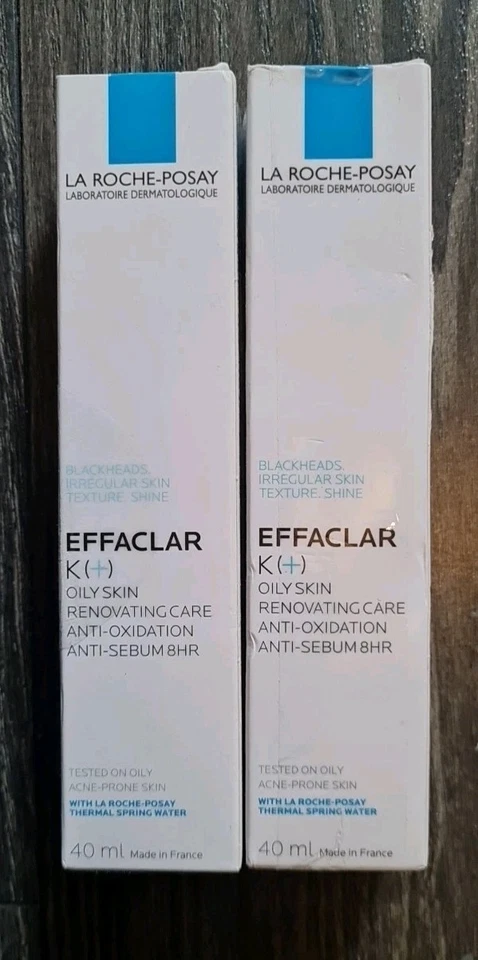 LA ROCHE-POSAY
LABORATOIRE DERMATOLOGIQUE
BLACKHEADS.
IRREGULAR SKIN
TEXTURE. SHINE
EFFACLAR
K(+)
OILY SKIN
RENOVATING CARE
ANTI-OXIDATION
ANTI-SEBUM 8HR
TESTED ON OILY
ACNE-PRONE SKIN
WITH LA ROCHE-POSAY
THERMAL SPRING WATER
40 ml Made in France
LA ROCHE-POSAY
LABORATOIRE DERMATOLOGIQUE
BLACKHEADS.
IRREGULAR SKIN
TEXTURE. SHINE
EFFACLAR
K(+)
OILY SKIN
RENOVATING CARE
ANTI-OXIDATION
ANTI-SEBUM 8HR
TESTED ON OILY
ACNE-PRONE SKIN
WITH LA ROCHE-POSAY
THERMAL SPRING WATER
40 ml Made in France